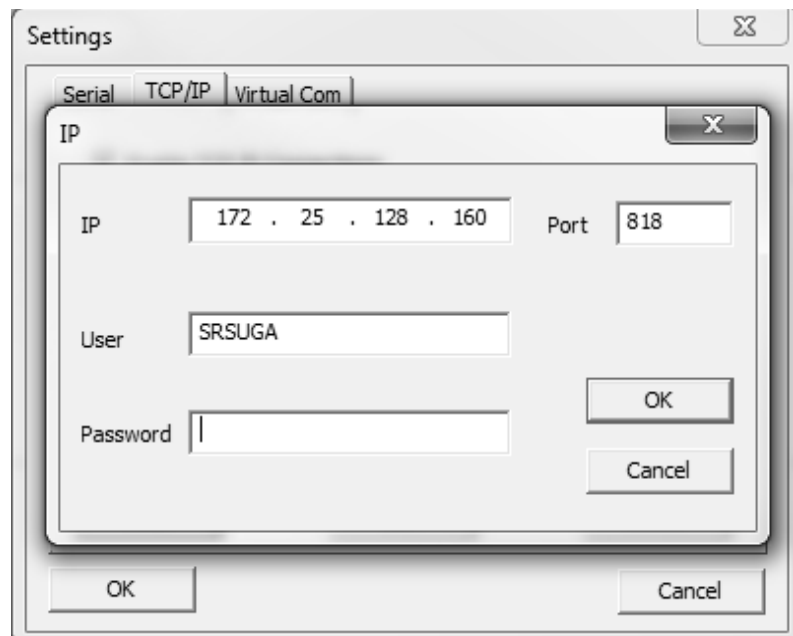 Settings
Serial TCP/IP Virtual Com
IP
IP 172 . 25 . 128 . 160 Port 818
User SRSUGA
Password
OK
Cancel
OK Cancel